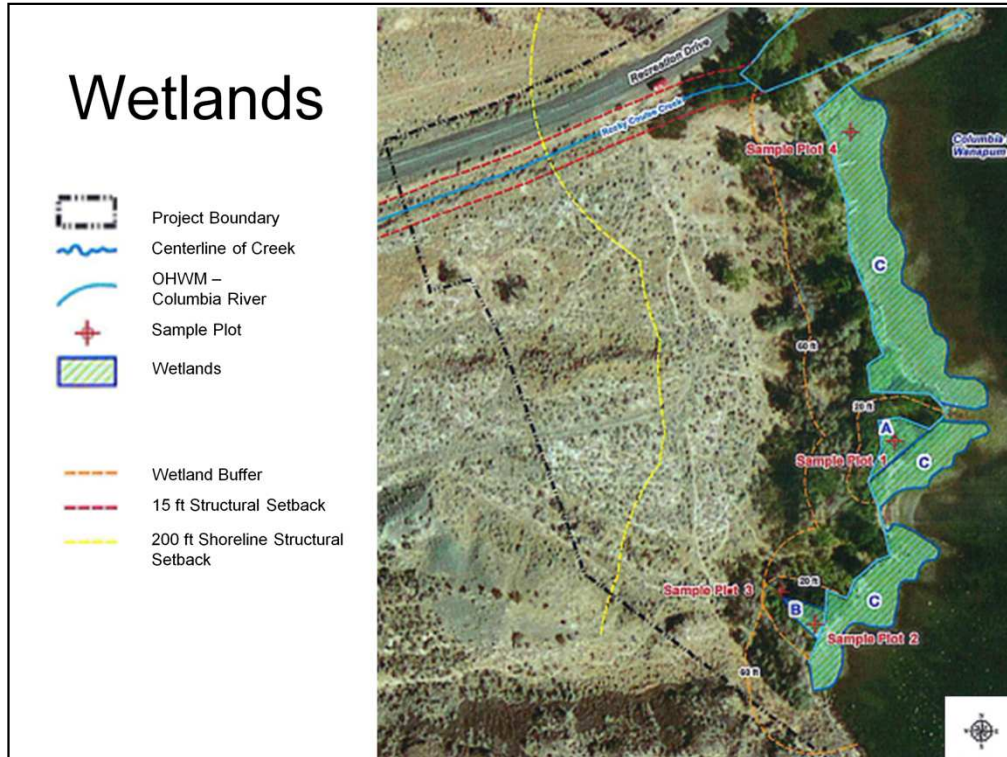 Wetlands
Project Boundary
Centerline of Creek
OHWM –
Columbia River
Sample Plot
Wetlands
Wetland Buffer
15 ft Structural Setback
200 ft Shoreline Structural
Setback
Recreation Drive
Rocky Coulee Creek
Sample Plot 4
Columbia
Wanapum
C
60 ft
20 ft
A
Sample Plot 1
C
20 ft
Sample Plot 3
B
C
Sample Plot 2
60 ft
N
W
E
S